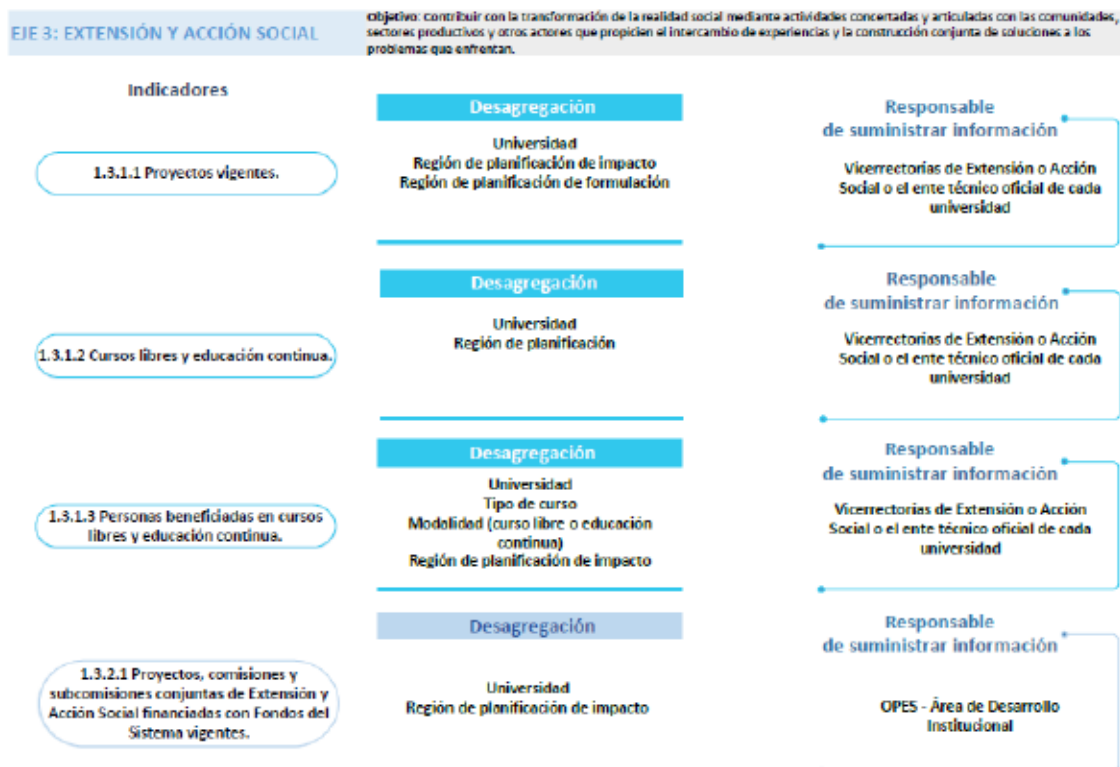 EJE 3: EXTENSIÓN Y ACCIÓN SOCIAL
Objetivo: Contribuir con la transformación de la realidad social mediante actividades concertadas y articuladas con las comunidades,
sectores productivos y otros actores que propicien el intercambio de experiencias y la construcción conjunta de soluciones a los
problemas que enfrentan.
Indicadores
Desagregación
Responsable
de suministrar información
1.3.1.1 Proyectos vigentes.
Universidad
Región de planificación de impacto
Región de planificación de formulación
Vicerrectorías de Extensión o Acción
Social o el ente técnico oficial de cada
universidad
Desagregación
Responsable
de suministrar información
1.3.1.2 Cursos libres y educación continua.
Universidad
Región de planificación
Vicerrectorías de Extensión o Acción
Social o el ente técnico oficial de cada
universidad
Desagregación
Responsable
de suministrar información
1.3.1.3 Personas beneficiadas en cursos
libres y educación continua.
Universidad
Tipo de curso
Modalidad (curso libre o educación
continua)
Región de planificación de impacto
Vicerrectorías de Extensión o Acción
Social o el ente técnico oficial de cada
universidad
Desagregación
Responsable
de suministrar información
1.3.2.1 Proyectos, comisiones y
subcomisiones conjuntas de Extensión y
Acción Social financiadas con Fondos del
Sistema vigentes.
Universidad
Región de planificación de impacto
OPES - Área de Desarrollo
Institucional